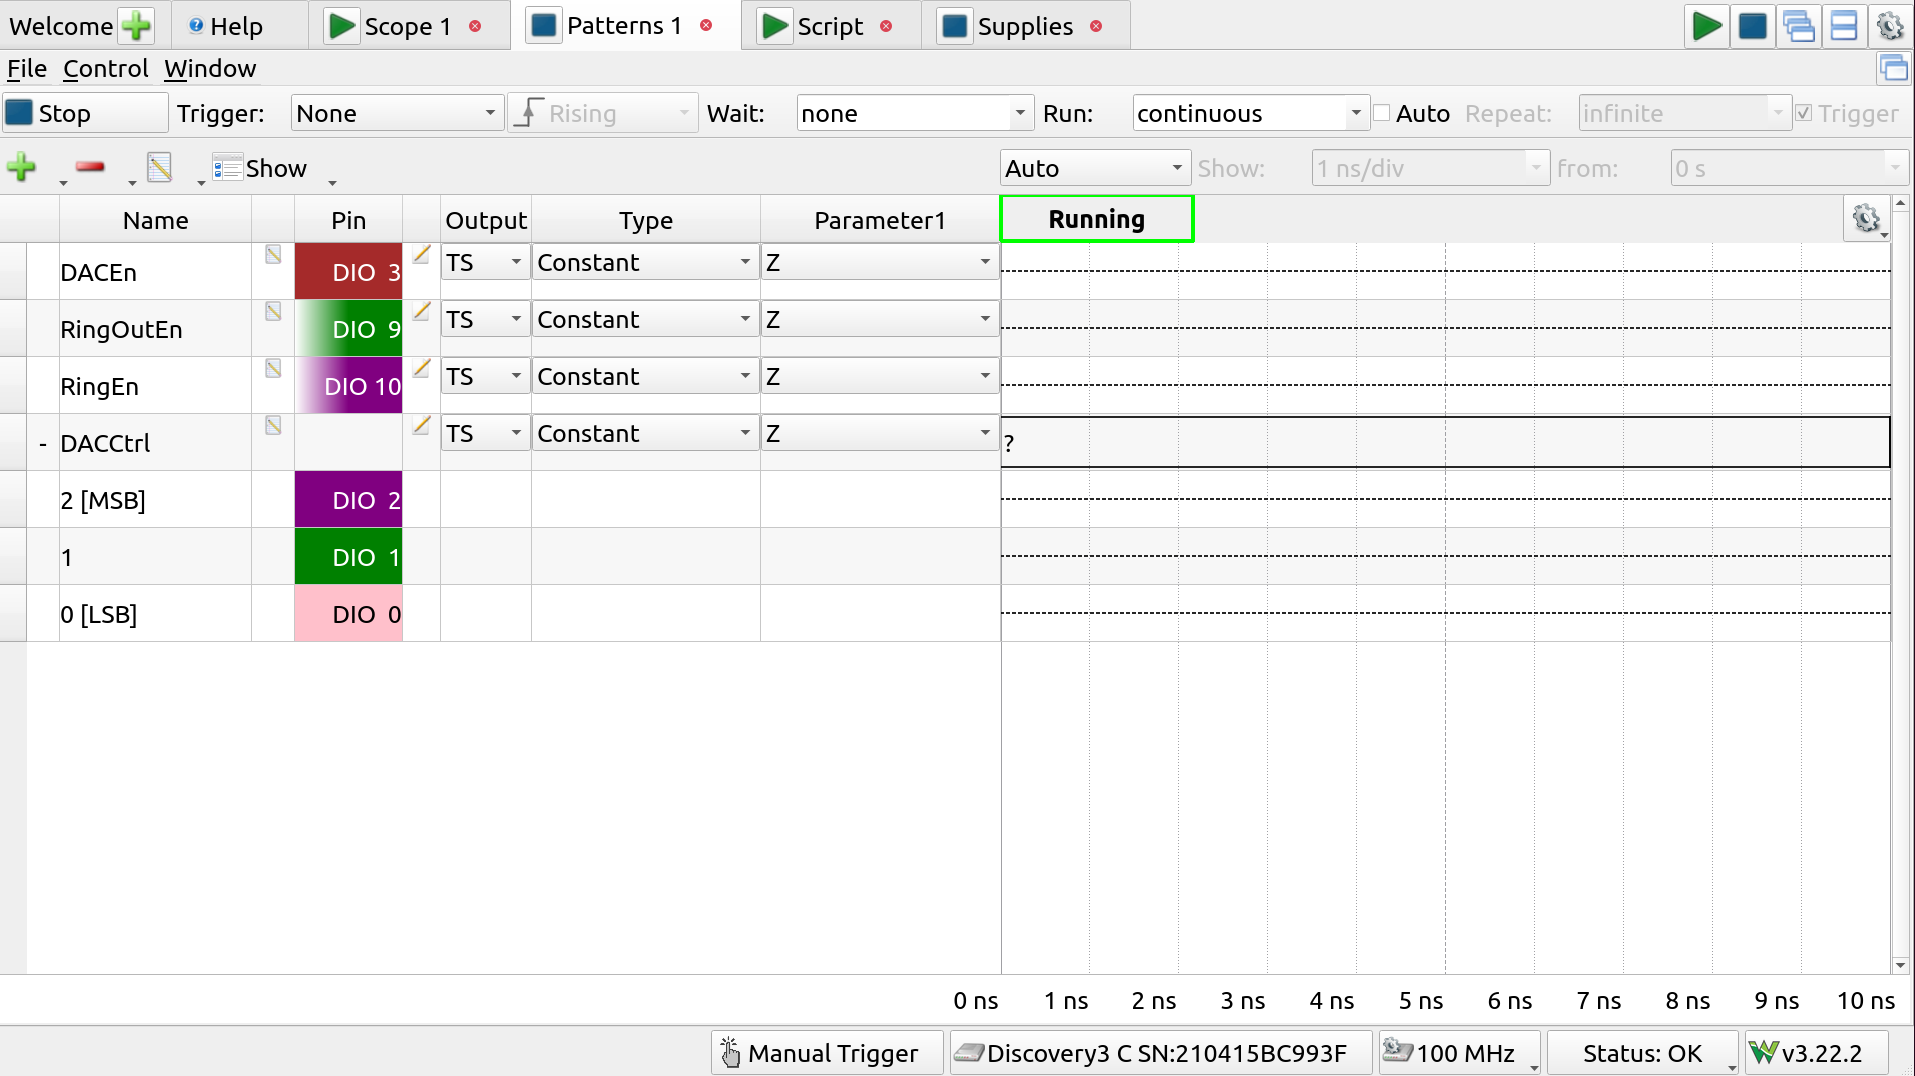 Welcome Help Scope 1 Patterns 1 Script Supplies
File Control Window
Stop Trigger: None Rising Wait: none Run: continuous Auto Repeat: infinite Trigger
Show Auto Show: 1 ns/div from: 0 s
Name Pin Output Type Parameter1 Running
DACEn DIO 3 TS Constant Z
RingOutEn DIO 9 TS Constant Z
RingEn DIO 10 TS Constant Z
- DACCtrl TS Constant Z ?
2 [MSB] DIO 2
1 DIO 1
0 [LSB] DIO 0
0 ns 1 ns 2 ns 3 ns 4 ns 5 ns 6 ns 7 ns 8 ns 9 ns 10 ns
Manual Trigger Discovery3 C SN:210415BC993F 100 MHz Status: OK v3.22.2